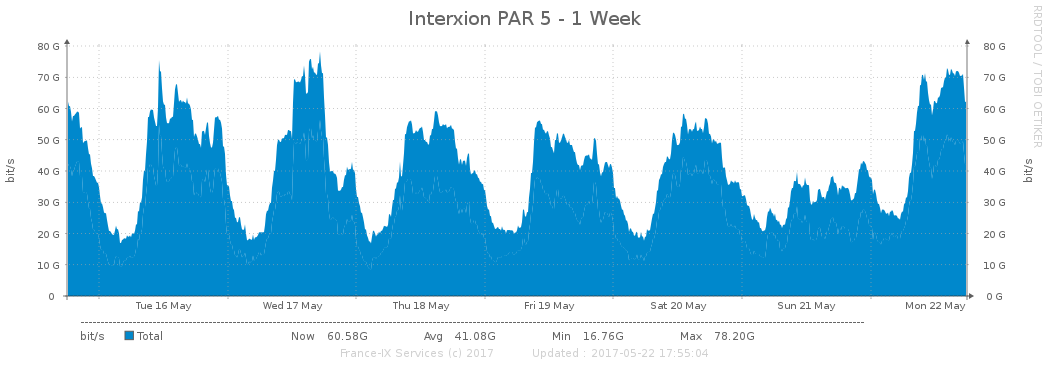 Interxion PAR 5 - 1 Week
RRDTOOL / TOBI OETIKER
bit/s
bit/s
80 G 80 G
70 G 70 G
60 G 60 G
50 G 50 G
40 G 40 G
30 G 30 G
20 G 20 G
10 G 10 G
0 0 G
Tue 16 May Wed 17 May Thu 18 May Fri 19 May Sat 20 May Sun 21 May Mon 22 May
bit/s Total Now 60.58G Avg 41.08G Min 16.76G Max 78.20G
France-IX Services (c) 2017 Updated : 2017-05-22 17:55:04